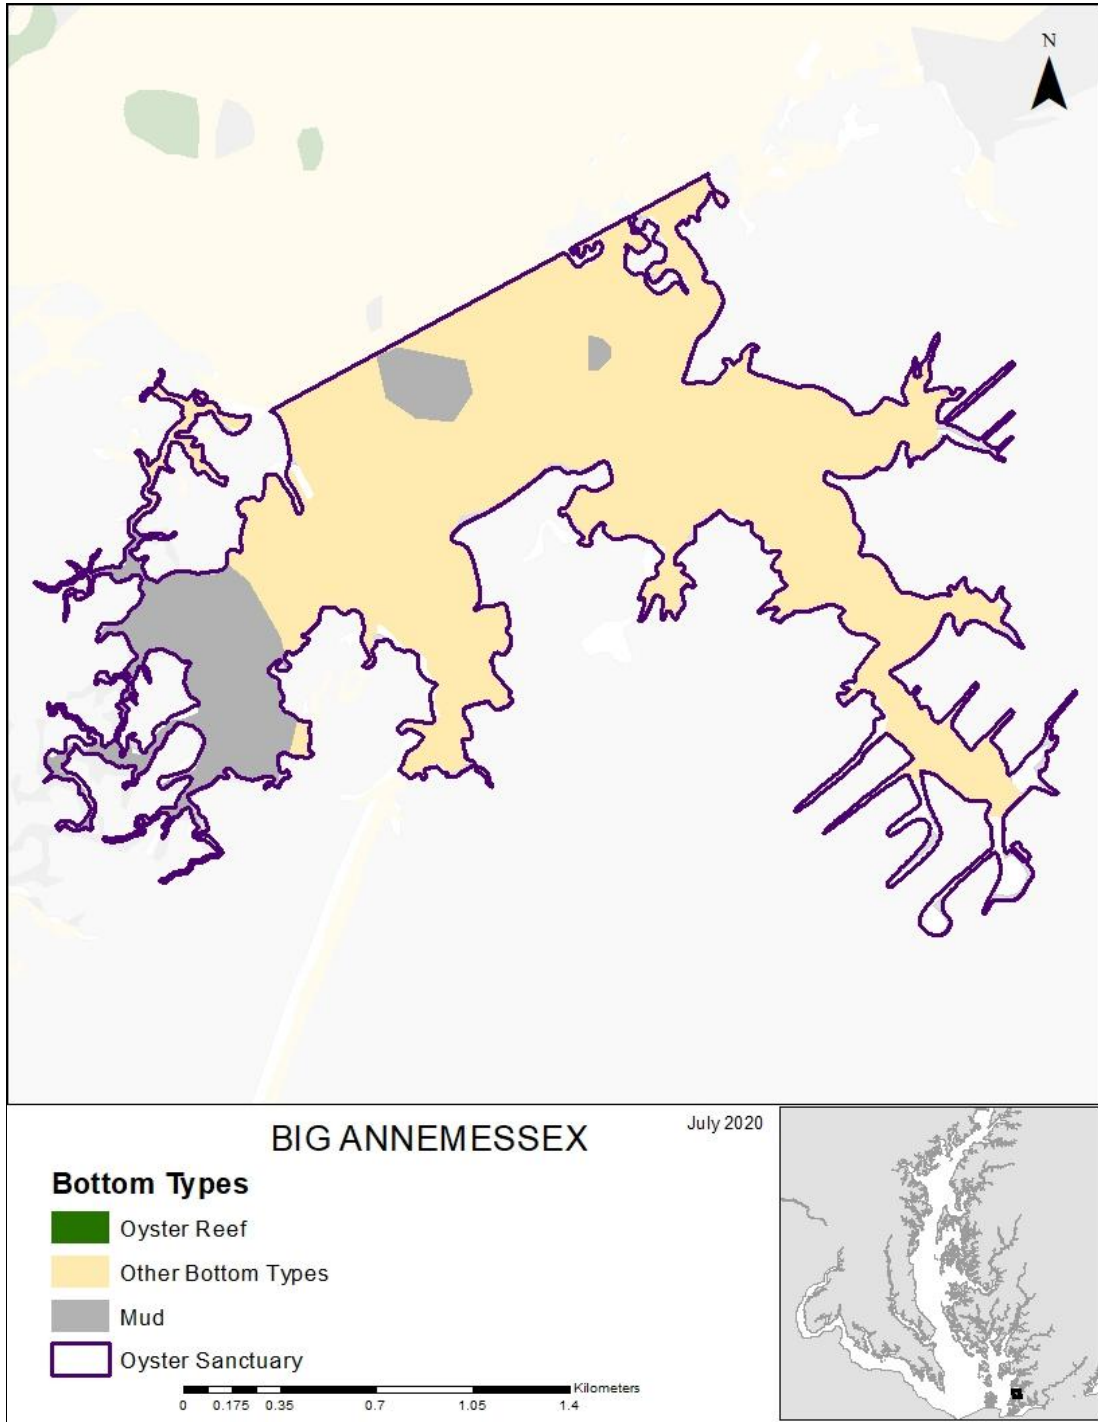 N
BIG ANNEMESSEX
July 2020
Bottom Types
Oyster Reef
Other Bottom Types
Mud
Oyster Sanctuary
Kilometers
0 0.175 0.35 0.7 1.05 1.4